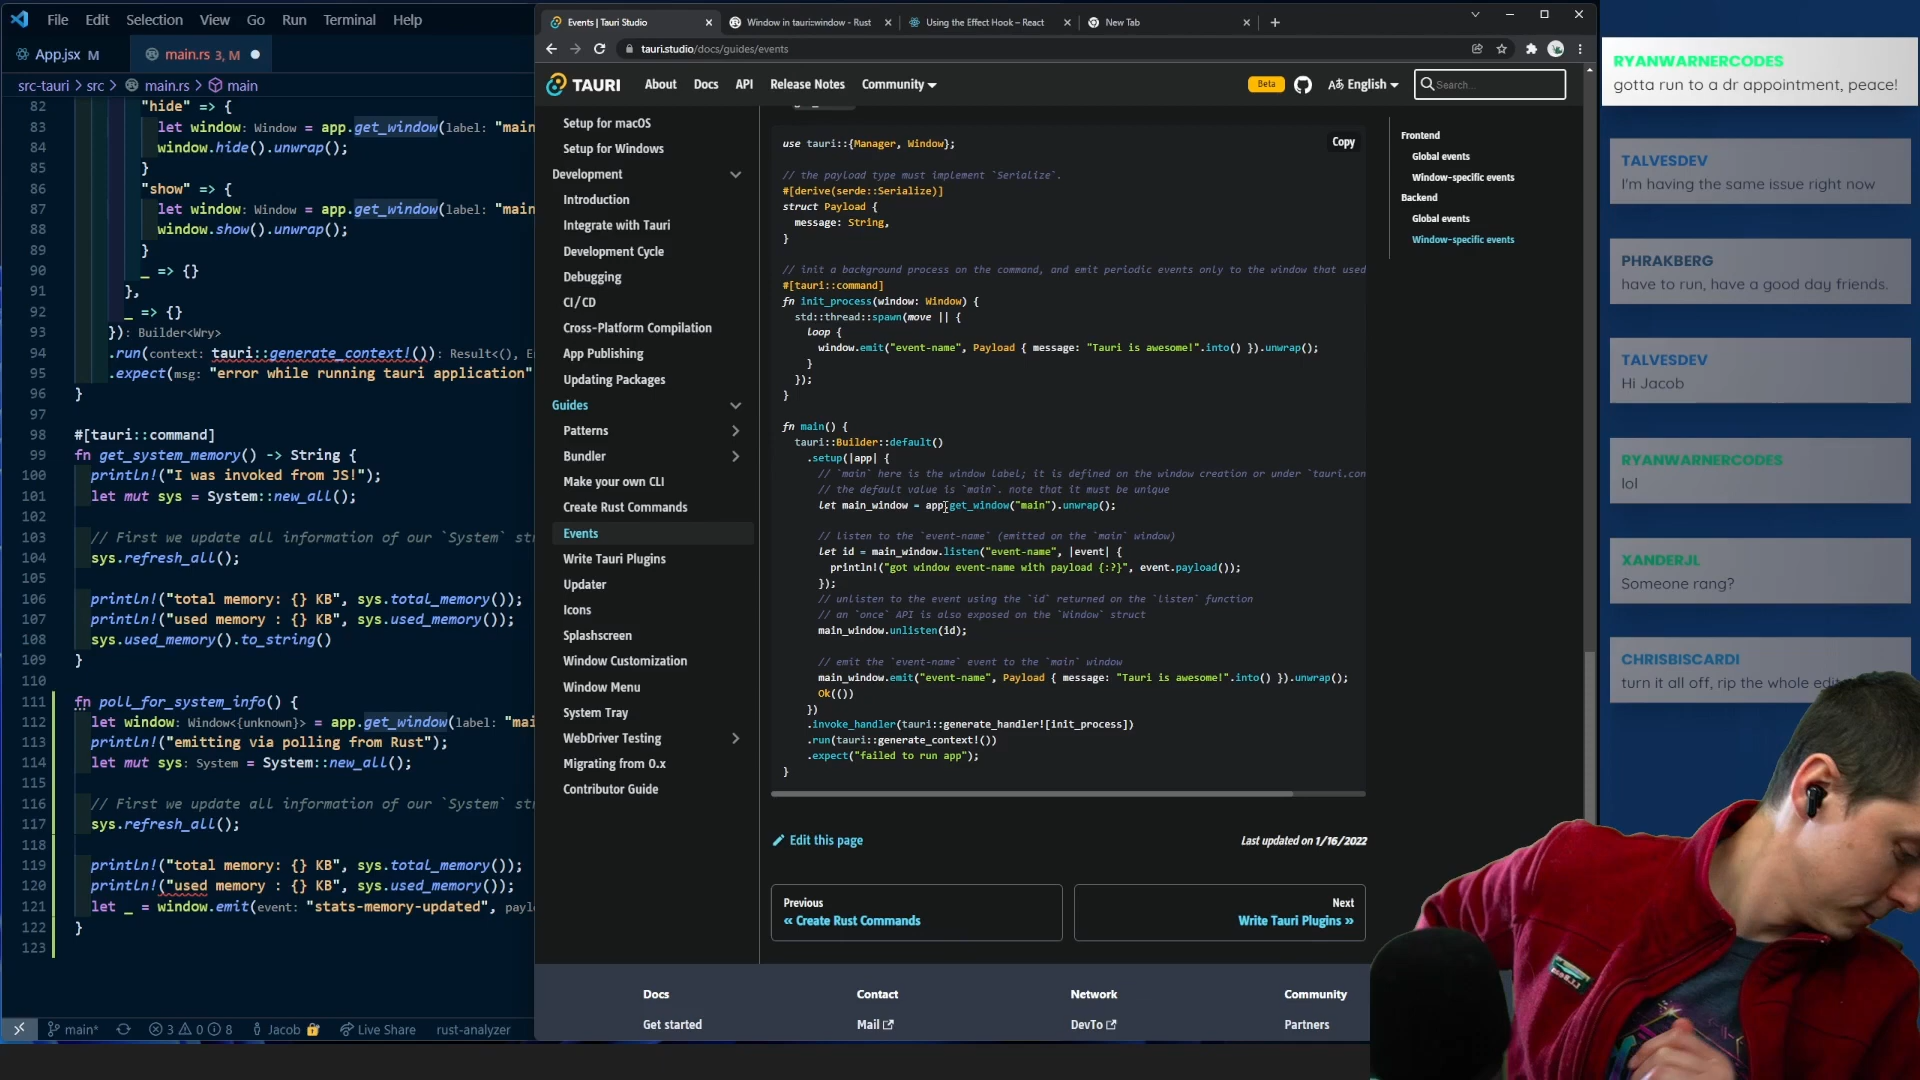 File Edit Selection View Go Run Terminal Help
App.jsx M
main.rs 3, M
src-tauri > src > main.rs > main
82 "hide" => {
83 let window: Window = app.get_window(label: "main
84 window.hide().unwrap();
85 }
86 "show" => {
87 let window: Window = app.get_window(label: "main
88 window.show().unwrap();
89 }
90 _ => {}
91 },
92 _ => {}
93 }): Builder<Wry>
94 .run(context: tauri::generate_context!()): Result<(), E
95 .expect(msg: "error while running tauri application"
96 }
97
98 #[tauri::command]
99 fn get_system_memory() -> String {
100 println!("I was invoked from JS!");
101 let mut sys = System::new_all();
102
103 // First we update all information of our `System` st
104 sys.refresh_all();
105
106 println!("total memory: {} KB", sys.total_memory());
107 println!("used memory : {} KB", sys.used_memory());
108 sys.used_memory().to_string()
109 }
110
111 fn poll_for_system_info() {
112 let window: Window<{unknown}> = app.get_window(label: "mai
113 println!("emitting via polling from Rust");
114 let mut sys: System = System::new_all();
115
116 // First we update all information of our `System` st
117 sys.refresh_all();
118
119 println!("total memory: {} KB", sys.total_memory());
120 println!("used memory : {} KB", sys.used_memory());
121 let _ = window.emit(event: "stats-memory-updated", paylo
122 }
123
main* 3 0 8 Jacob Live Share rust-analyzer
Events | Tauri Studio
Window in tauri::window - Rust
Using the Effect Hook – React
New Tab
tauri.studio/docs/guides/events
TAURI About Docs API Release Notes Community Beta English Search...
Setup for macOS
Setup for Windows
Development
Introduction
Integrate with Tauri
Development Cycle
Debugging
CI/CD
Cross-Platform Compilation
App Publishing
Updating Packages
Guides
Patterns
Bundler
Make your own CLI
Create Rust Commands
Events
Write Tauri Plugins
Updater
Icons
Splashscreen
Window Customization
Window Menu
System Tray
WebDriver Testing
Migrating from 0.x
Contributor Guide
Copy
use tauri::{Manager, Window};
// the payload type must implement `Serialize`.
#[derive(serde::Serialize)]
struct Payload {
message: String,
}
// init a background process on the command, and emit periodic events only to the window that used
#[tauri::command]
fn init_process(window: Window) {
std::thread::spawn(move || {
loop {
window.emit("event-name", Payload { message: "Tauri is awesome!".into() }).unwrap();
}
});
}
fn main() {
tauri::Builder::default()
.setup(|app| {
// `main` here is the window label; it is defined on the window creation or under `tauri.con
// the default value is `main`. note that it must be unique
let main_window = app.get_window("main").unwrap();
// listen to the `event-name` (emitted on the `main` window)
let id = main_window.listen("event-name", |event| {
println!("got window event-name with payload {:?}", event.payload());
});
// unlisten to the event using the `id` returned on the `listen` function
// an `once` API is also exposed on the `Window` struct
main_window.unlisten(id);
// emit the `event-name` event to the `main` window
main_window.emit("event-name", Payload { message: "Tauri is awesome!".into() }).unwrap();
Ok(())
})
.invoke_handler(tauri::generate_handler![init_process])
.run(tauri::generate_context!())
.expect("failed to run app");
}
Edit this page
Last updated on 1/16/2022
Previous
« Create Rust Commands
Next
Write Tauri Plugins »
Docs Contact Network Community
Get started Mail DevTo Partners
Frontend
Global events
Window-specific events
Backend
Global events
Window-specific events
RYANWARNERCODES
gotta run to a dr appointment, peace!
TALVESDEV
I'm having the same issue right now
PHRAKBERG
have to run, have a good day friends.
TALVESDEV
Hi Jacob
RYANWARNERCODES
lol
XANDERJL
Someone rang?
CHRISBISCARDI
turn it all off, rip the whole